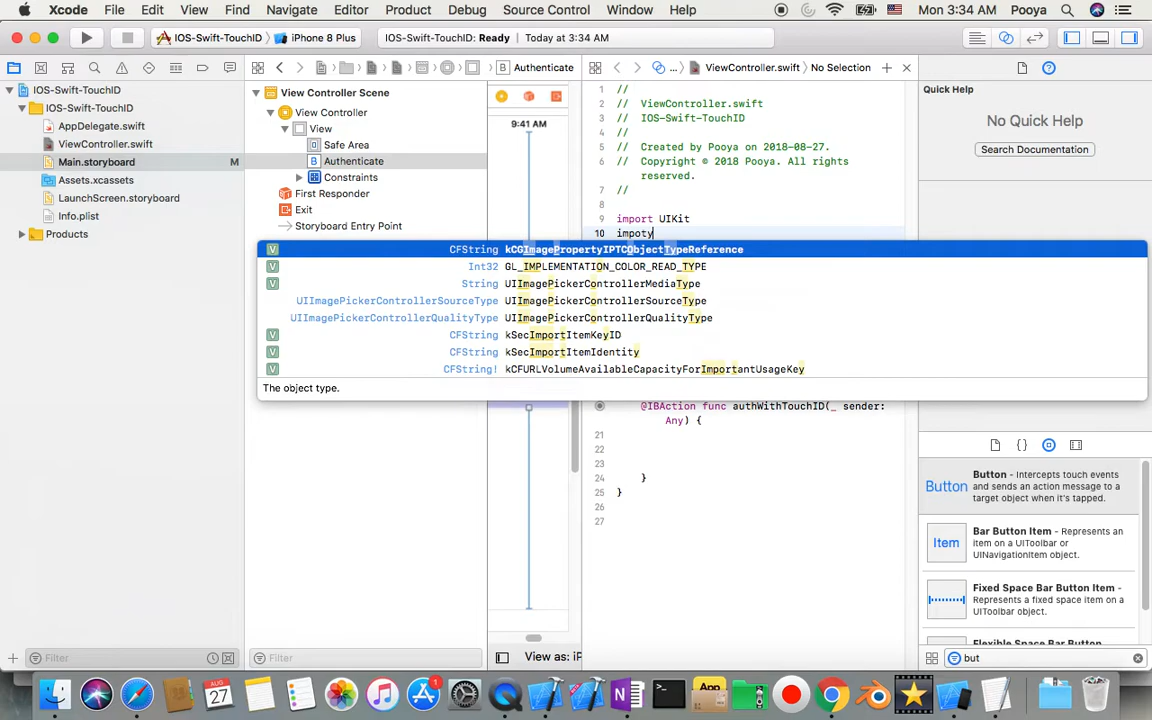 Xcode File Edit View Find Navigate Editor Product Debug Source Control Window Help Mon 3:34 AM Pooya
IOS-Swift-TouchID iPhone 8 Plus IOS-Swift-TouchID: Ready Today at 3:34 AM
B Authenticate ... ViewController.swift No Selection
IOS-Swift-TouchID
IOS-Swift-TouchID
AppDelegate.swift
ViewController.swift
Main.storyboard M
Assets.xcassets
LaunchScreen.storyboard
Info.plist
Products
View Controller Scene
View Controller
View
Safe Area
B Authenticate
Constraints
First Responder
Exit
Storyboard Entry Point
9:41 AM
1 //
2 // ViewController.swift
3 // IOS-Swift-TouchID
4 //
5 // Created by Pooya on 2018-08-27.
6 // Copyright © 2018 Pooya. All rights
reserved.
7 //
8
9 import UIKit
10 impoty
V CFString kCGImagePropertyIPTCObjectTypeReference
V Int32 GL_IMPLEMENTATION_COLOR_READ_TYPE
V String UIImagePickerControllerMediaType
V UIImagePickerControllerSourceType UIImagePickerControllerSourceType
V UIImagePickerControllerQualityType UIImagePickerControllerQualityType
V CFString kSecImportItemKeyID
V CFString kSecImportItemIdentity
V CFString! kCFURLVolumeAvailableCapacityForImportantUsageKey
The object type.
@IBAction func authWithTouchID(_ sender:
Any) {
21
22
23
24 }
25 }
26
27
Quick Help
No Quick Help
Search Documentation
Button Button - Intercepts touch events
and sends an action message to a
target object when it's tapped.
Item Bar Button Item - Represents an
item on a UIToolbar or
UINavigationItem object.
Fixed Space Bar Button Item -
Represents a fixed space item on a
UIToolbar object.
Flexible Space Bar Button
Filter
Filter
View as: iP
but
AUG
27
1
N
App